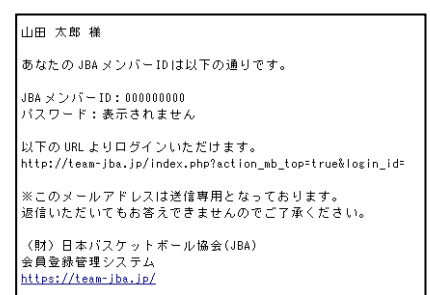 山田 太郎 様
あなたの JBA メンバーIDは以下の通りです。
JBA メンバーID：000000000
パスワード：表示されません
以下の URL よりログインいただけます。
http://team-jba.jp/index.php?action_mb_top=true&login_id=
※このメールアドレスは送信専用となっております。
返信いただいてもお答えできませんのでご了承ください。
（財）日本バスケットボール協会(JBA)
会員登録管理システム
https://team-jba.jp/